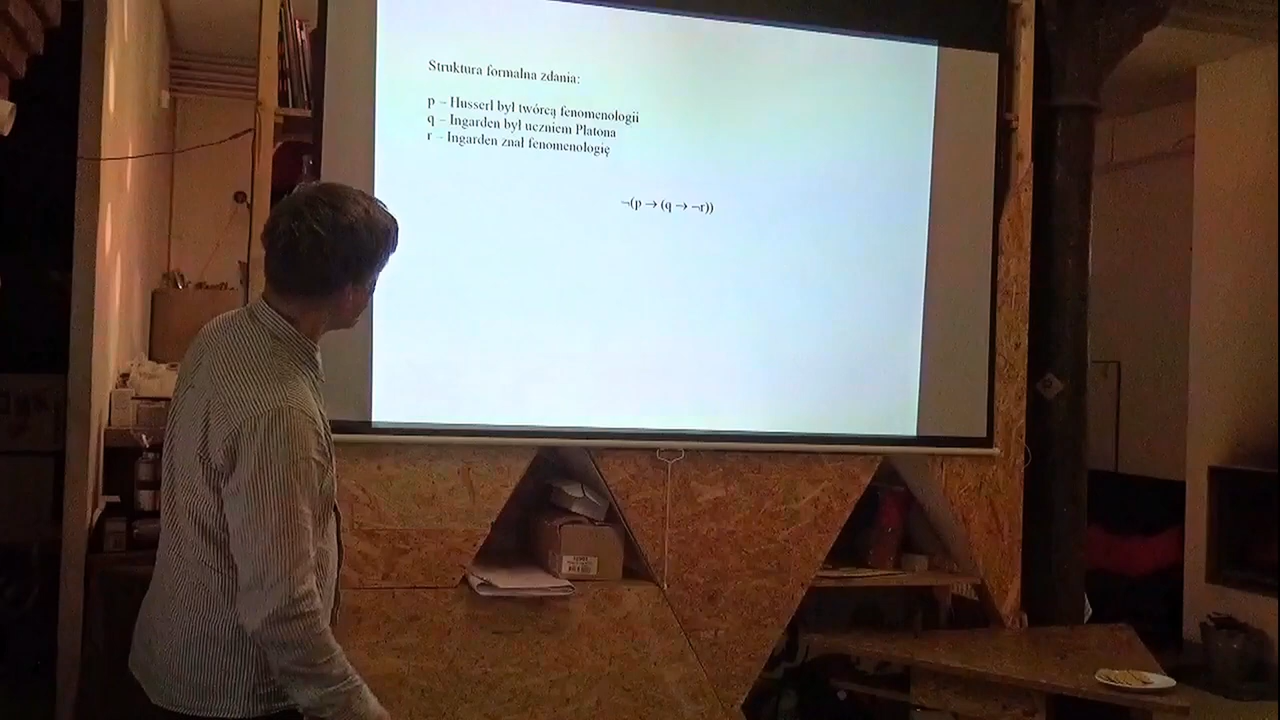 Struktura formalna zdania:
p – Husserl był twórcą fenomenologii
q – Ingarden był uczniem Platona
r – Ingarden znał fenomenologię
¬(p → (q → ¬r))